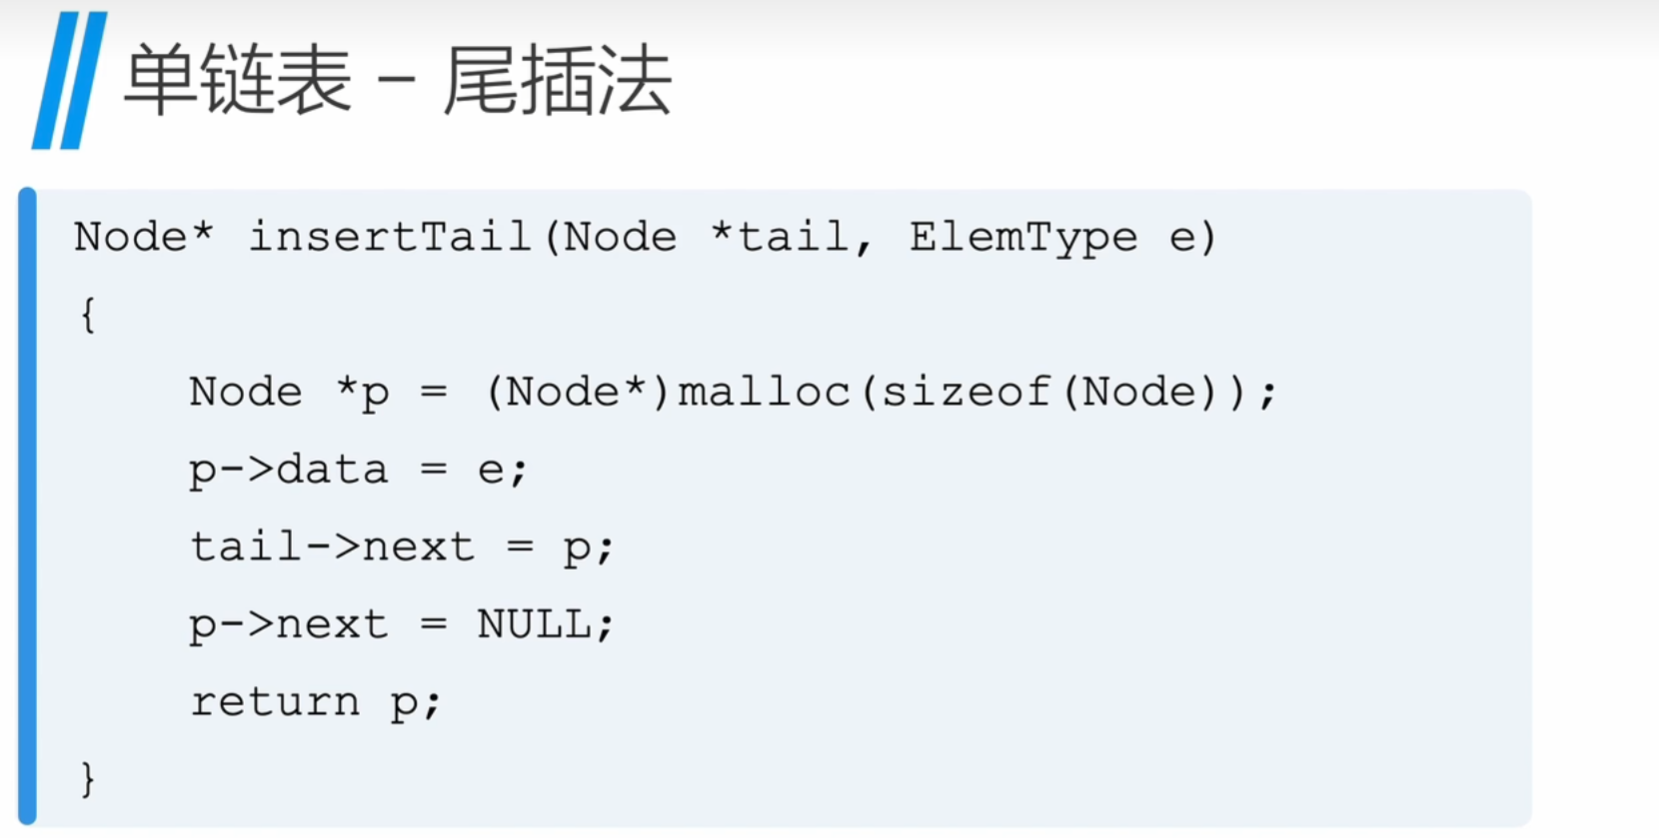 单链表 - 尾插法
Node* insertTail(Node *tail, ElemType e)
{
    Node *p = (Node*)malloc(sizeof(Node));
    p->data = e;
    tail->next = p;
    p->next = NULL;
    return p;
}